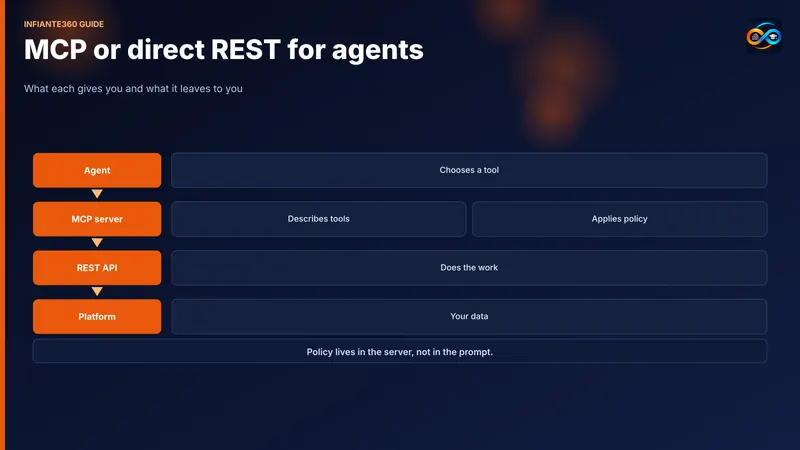 INFIANTE360 GUIDE
MCP or direct REST for agents
What each gives you and what it leaves to you
Agent
Chooses a tool
MCP server
Describes tools
Applies policy
REST API
Does the work
Platform
Your data
Policy lives in the server, not in the prompt.